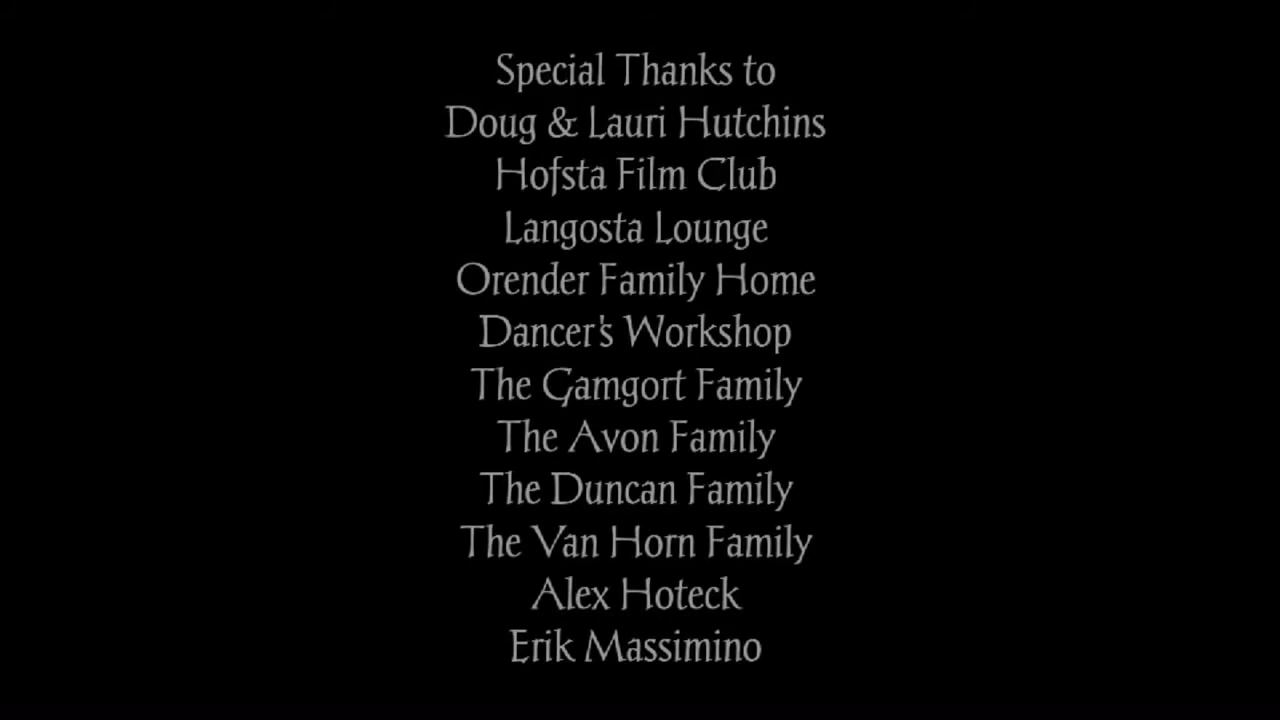 Special Thanks to
Doug & Lauri Hutchins
Hofsta Film Club
Langosta Lounge
Orender Family Home
Dancer's Workshop
The Gamgort Family
The Avon Family
The Duncan Family
The Van Horn Family
Alex Hoteck
Erik Massimino